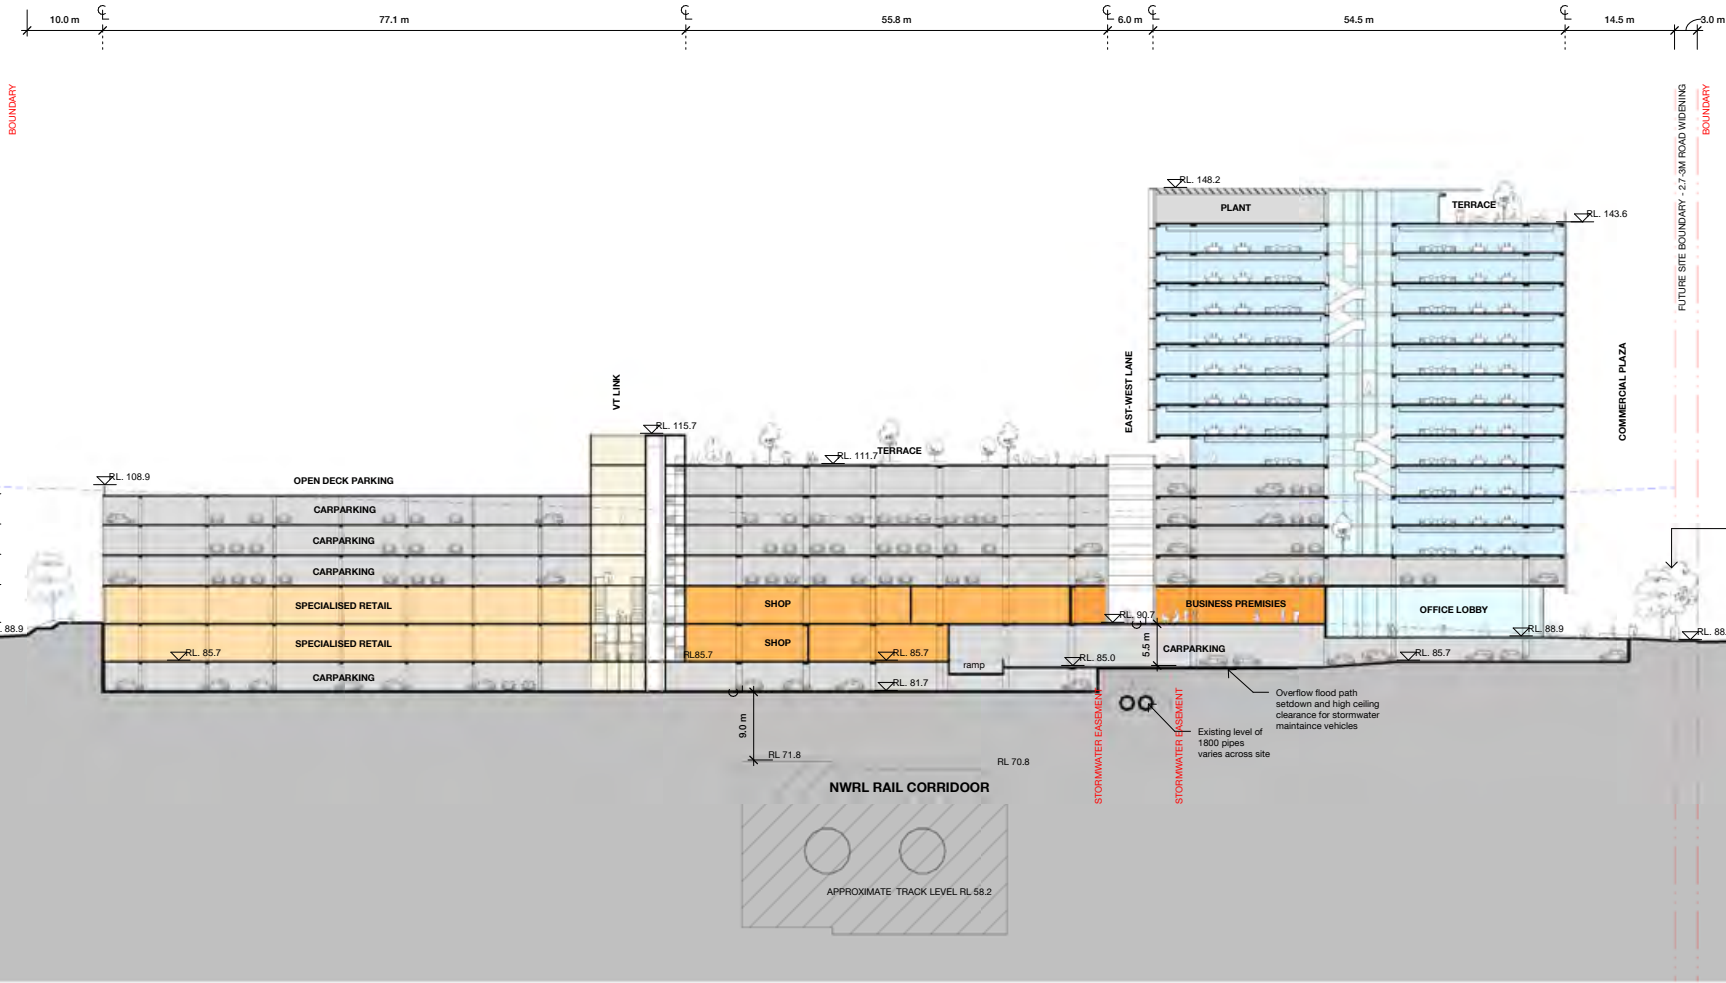 10.0 m
77.1 m
55.8 m
6.0 m
54.5 m
14.5 m
3.0 m
BOUNDARY
FUTURE SITE BOUNDARY - 2.7-3M ROAD WIDENING
BOUNDARY
RL. 148.2
PLANT
TERRACE
RL. 143.6
VT LINK
EAST-WEST LANE
COMMERCIAL PLAZA
RL. 115.7
RL. 111.7
TERRACE
RL. 108.9
OPEN DECK PARKING
CARPARKING
CARPARKING
CARPARKING
SPECIALISED RETAIL
SHOP
BUSINESS PREMISIES
OFFICE LOBBY
RL. 90.7
88.9
RL. 88.9
RL. 88.
SPECIALISED RETAIL
SHOP
5.5 m
CARPARKING
RL. 85.7
RL85.7
RL. 85.7
ramp
RL. 85.0
RL. 85.7
CARPARKING
RL. 81.7
9.0 m
STORMWATER EASEMENT
STORMWATER EASEMENT
Overflow flood path
setdown and high ceiling
clearance for stormwater
maintaince vehicles
Existing level of
1800 pipes
varies across site
RL 71.8
RL 70.8
NWRL RAIL CORRIDOOR
APPROXIMATE TRACK LEVEL RL 58.2